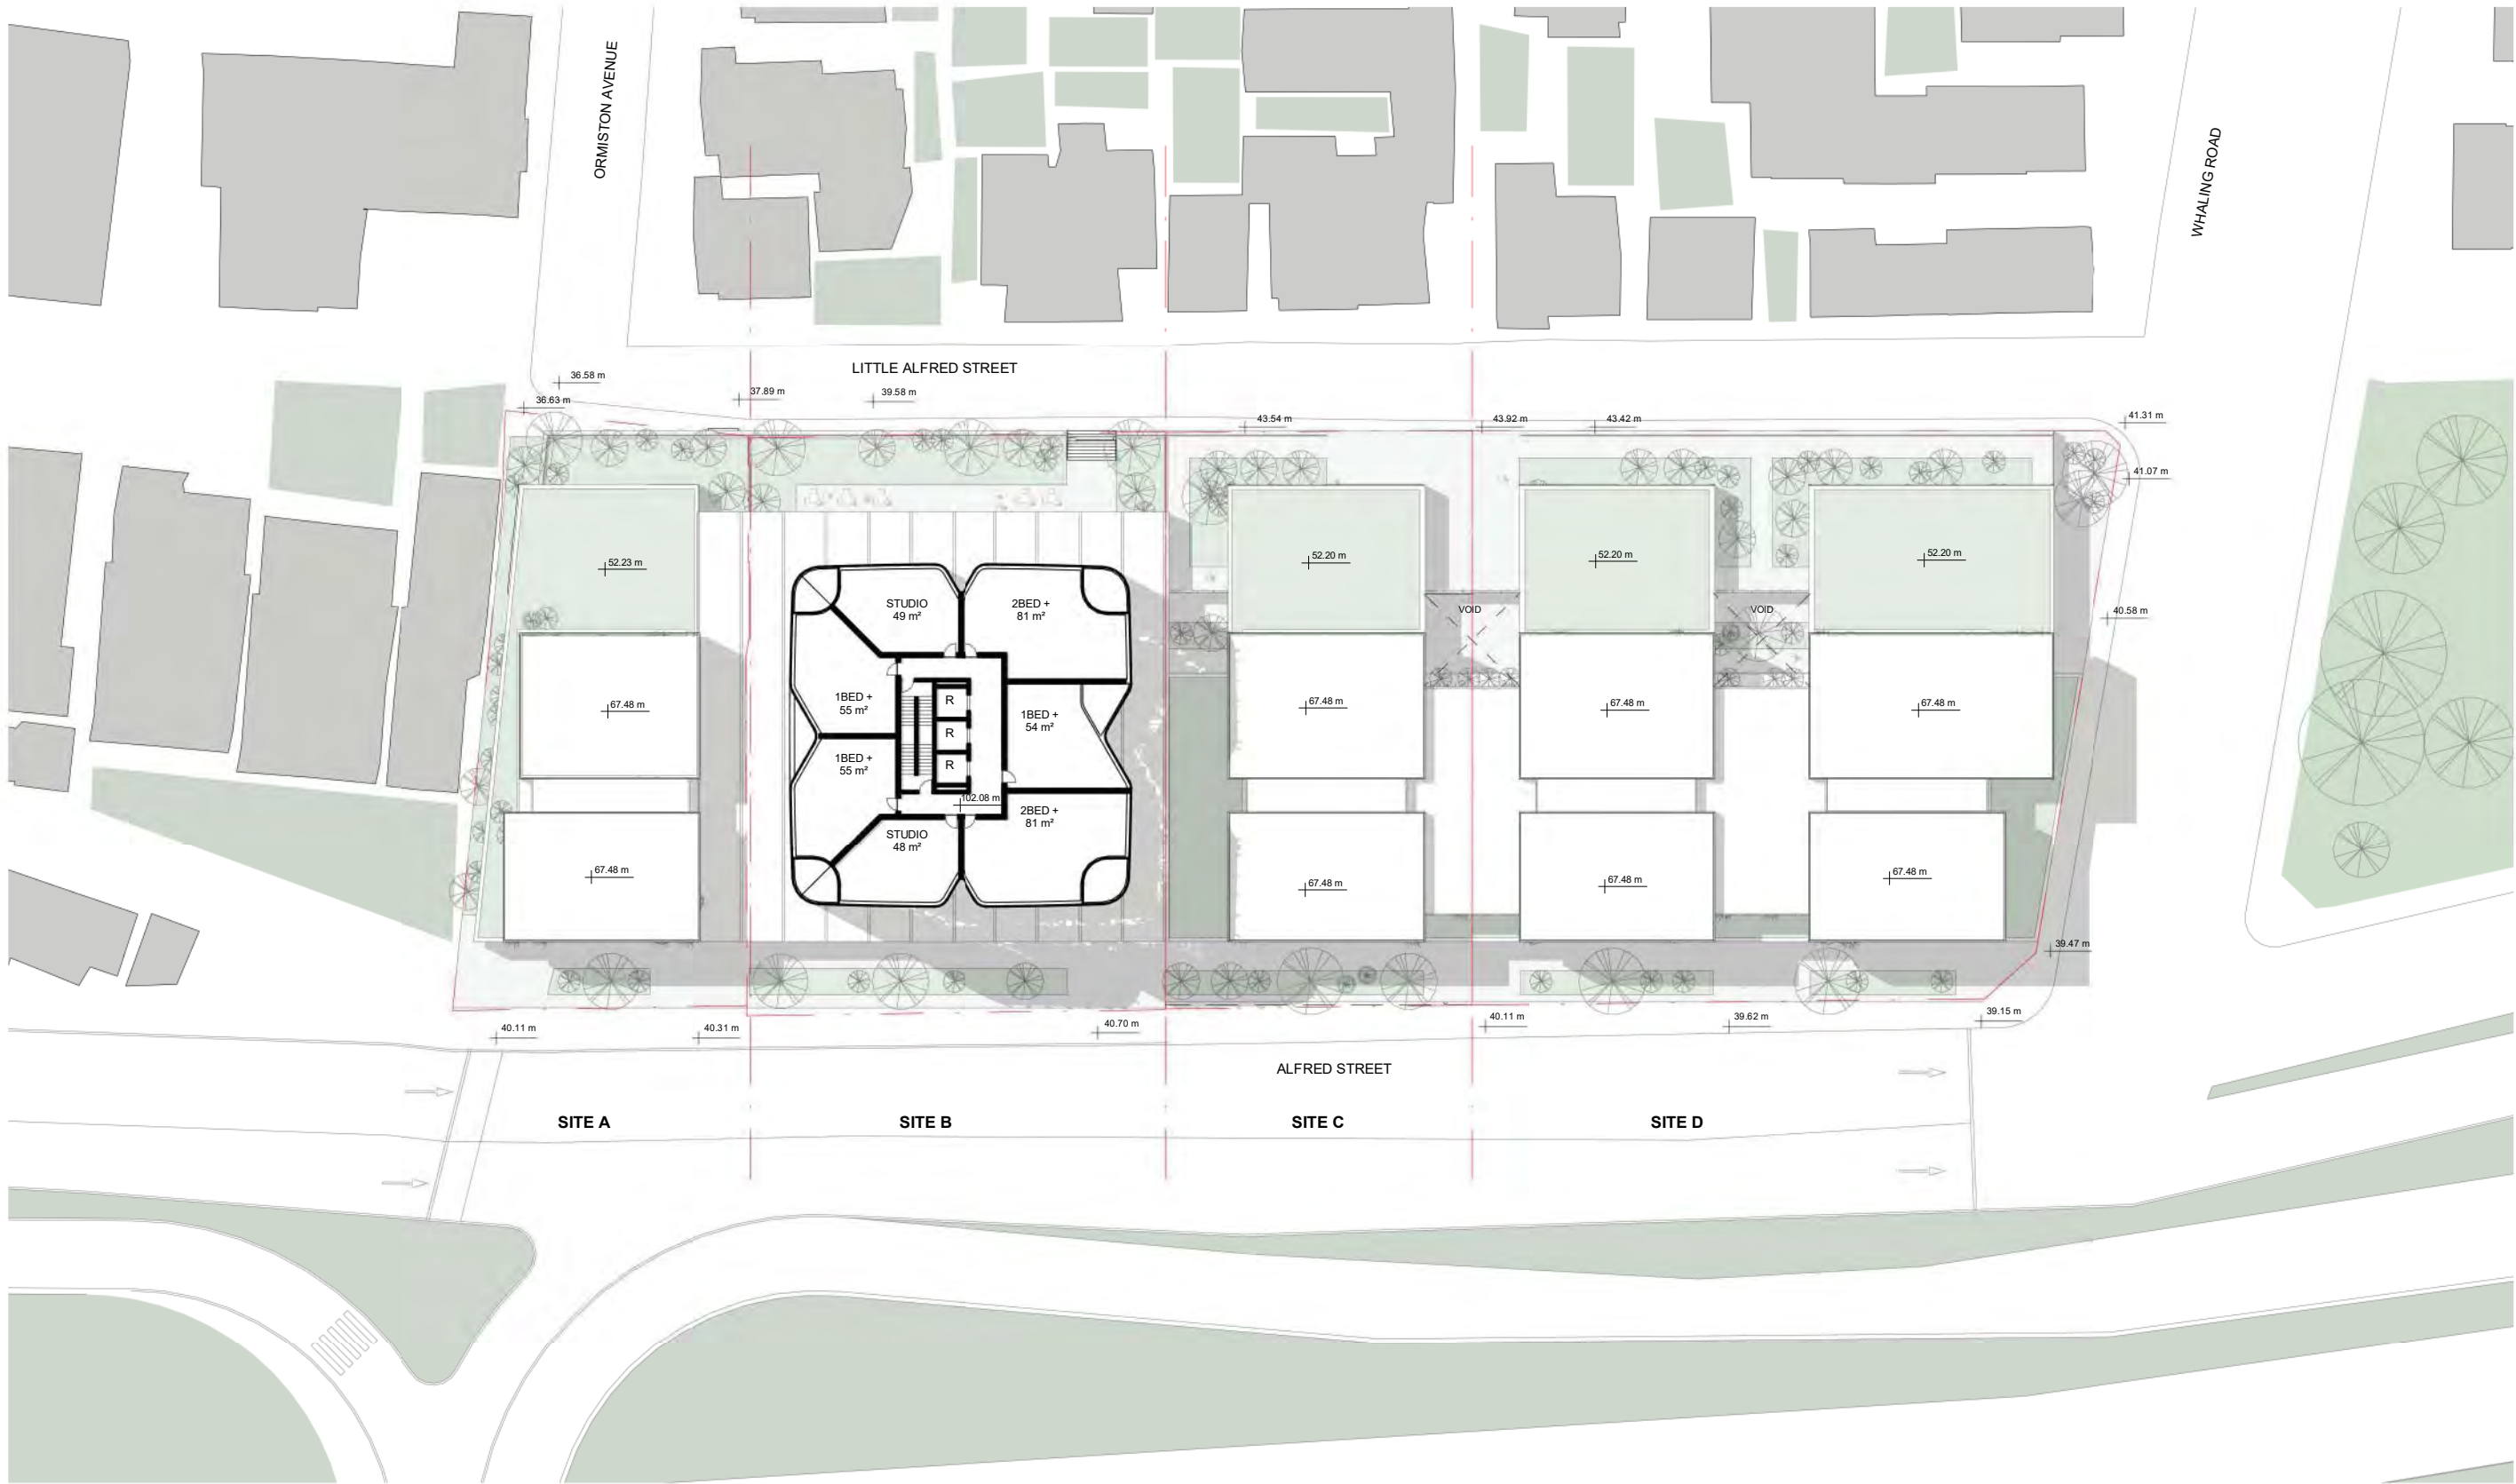 ORMISTON AVENUE
WHALING ROAD
LITTLE ALFRED STREET
36.58 m
36.63 m
37.89 m
39.58 m
43.54 m
43.92 m
43.42 m
41.31 m
41.07 m
52.23 m
52.20 m
52.20 m
52.20 m
STUDIO
49 m²
2BED +
81 m²
VOID
VOID
40.58 m
1BED +
55 m²
R
1BED +
54 m²
R
1BED +
55 m²
R
67.48 m
67.48 m
67.48 m
67.48 m
102.08 m
2BED +
81 m²
STUDIO
48 m²
67.48 m
67.48 m
67.48 m
67.48 m
39.47 m
40.11 m
40.31 m
40.70 m
40.11 m
39.62 m
39.15 m
ALFRED STREET
SITE A
SITE B
SITE C
SITE D